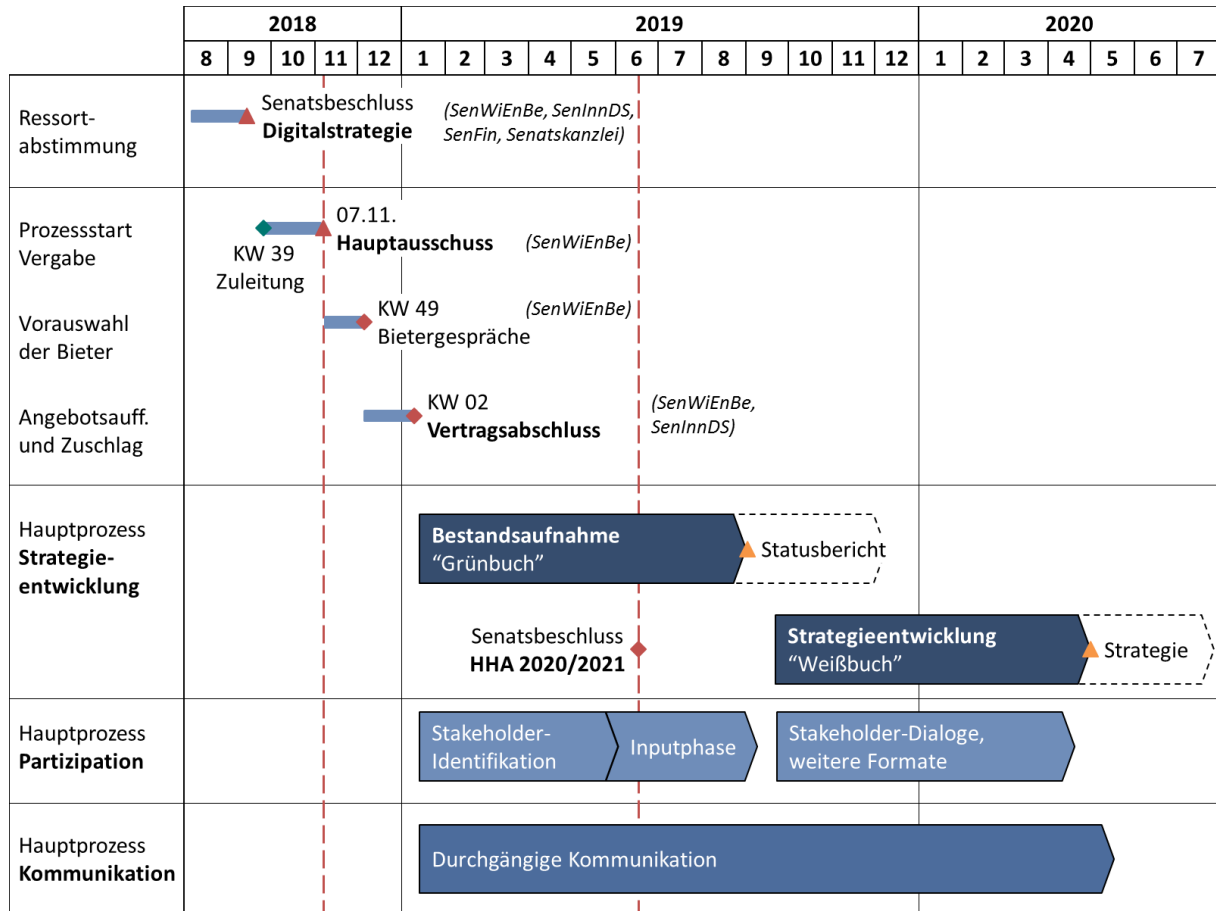 2018 2019 2020
8 9 10 11 12 1 2 3 4 5 6 7 8 9 10 11 12 1 2 3 4 5 6 7
Ressort-
abstimmung
Senatsbeschluss
Digitalstrategie
(SenWiEnBe, SenInnDS,
SenFin, Senatskanzlei)
Prozessstart
Vergabe
KW 39
Zuleitung
07.11.
Hauptausschuss
(SenWiEnBe)
Vorauswahl
der Bieter
KW 49
Bietergespräche
(SenWiEnBe)
Angebotsauff.
und Zuschlag
KW 02
Vertragsabschluss
(SenWiEnBe,
SenInnDS)
Hauptprozess
Strategie-
entwicklung
Bestandsaufnahme
“Grünbuch”
Statusbericht
Senatsbeschluss
HHA 2020/2021
Strategieentwicklung
“Weißbuch”
Strategie
Hauptprozess
Partizipation
Stakeholder-
Identifikation
Inputphase
Stakeholder-Dialoge,
weitere Formate
Hauptprozess
Kommunikation
Durchgängige Kommunikation